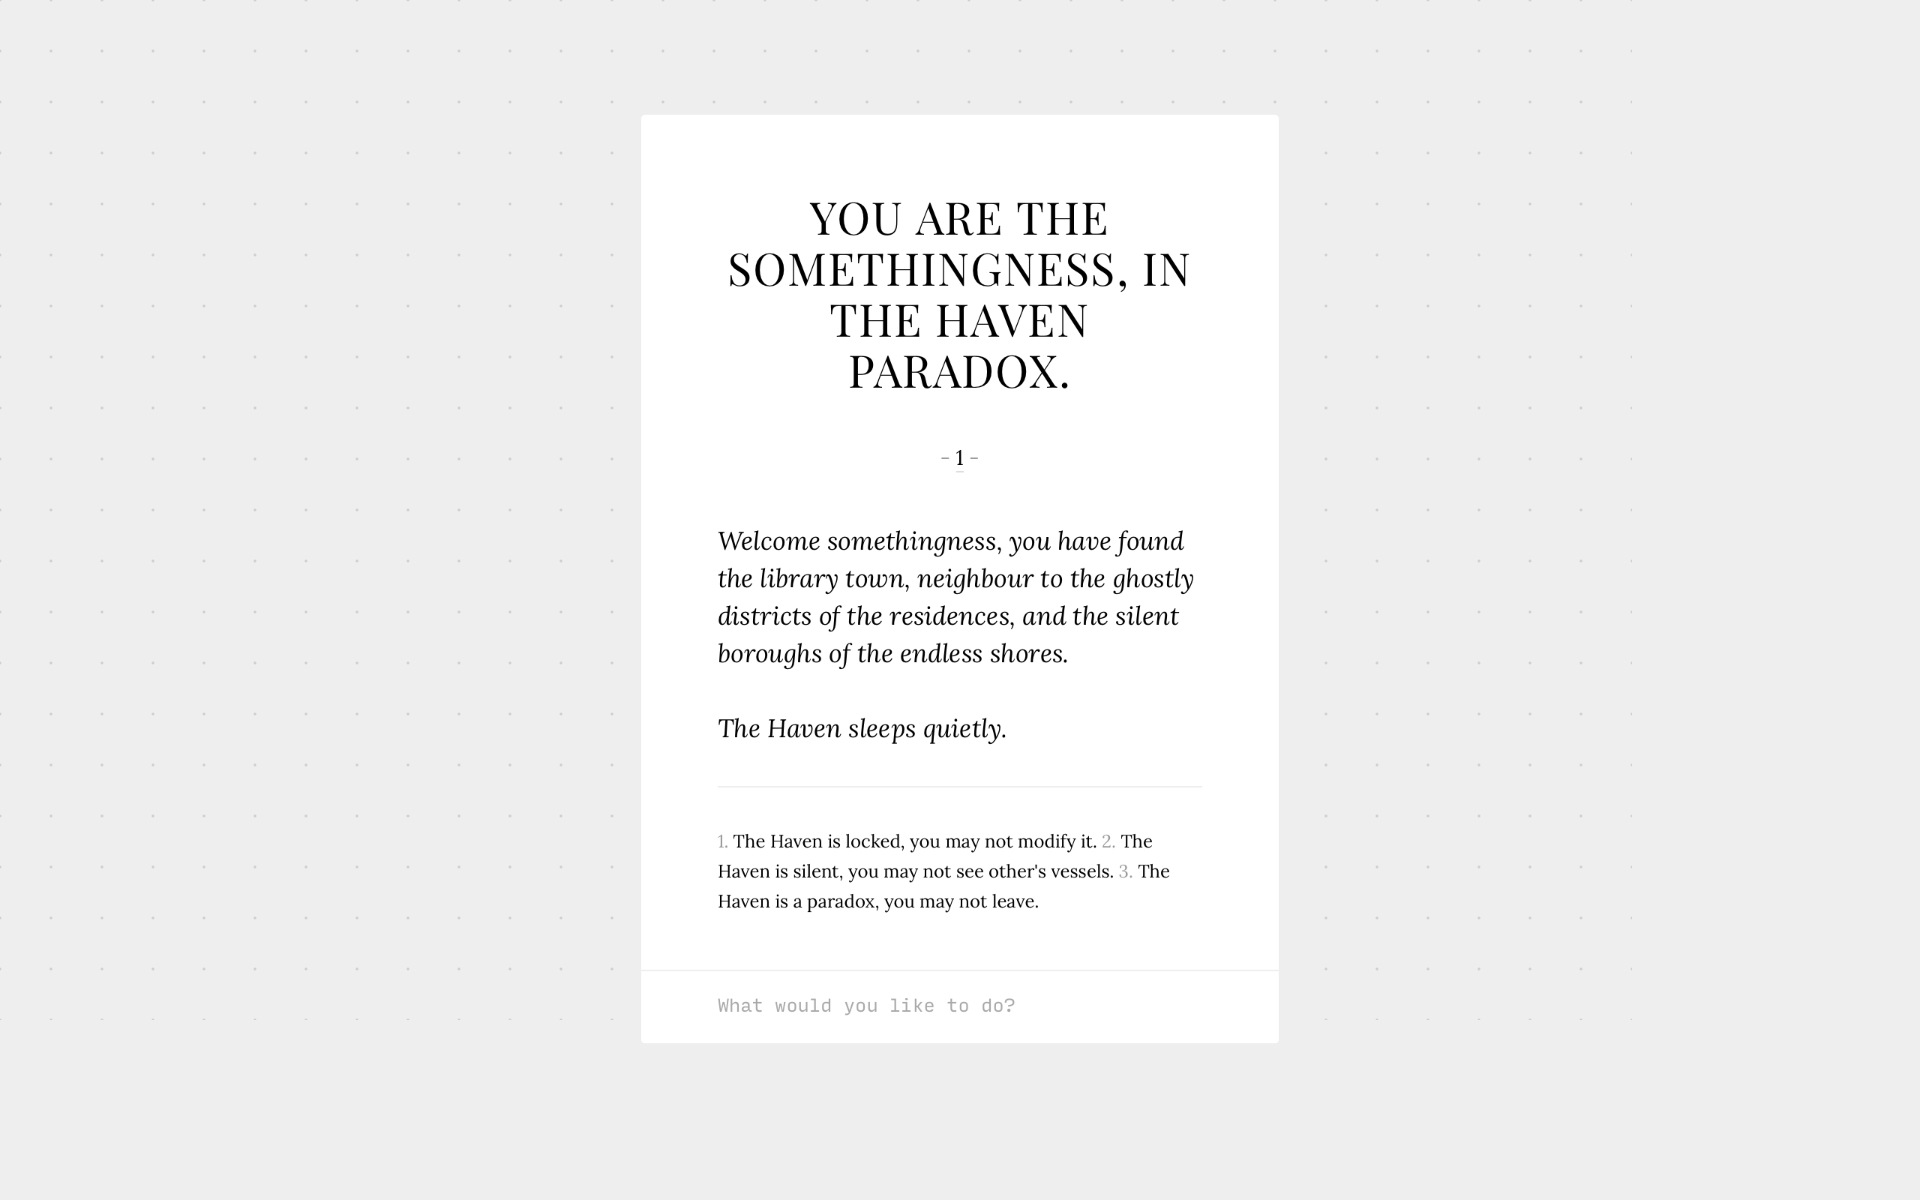 YOU ARE THE
SOMETHINGNESS, IN
THE HAVEN
PARADOX.
– 1 –
Welcome somethingness, you have found
the library town, neighbour to the ghostly
districts of the residences, and the silent
boroughs of the endless shores.
The Haven sleeps quietly.
1. The Haven is locked, you may not modify it. 2. The
Haven is silent, you may not see other's vessels. 3. The
Haven is a paradox, you may not leave.
What would you like to do?